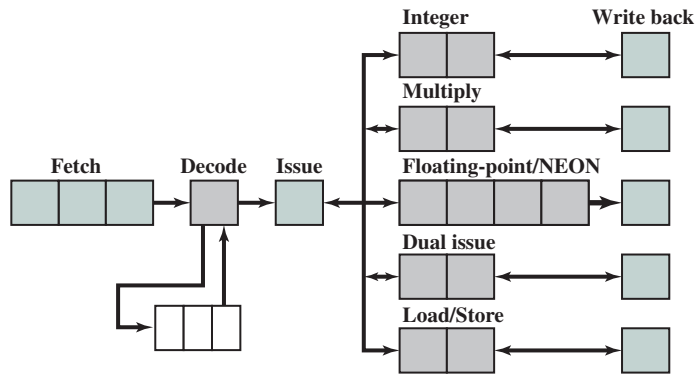 Integer
Write back
Multiply
Fetch
Decode
Issue
Floating-point/NEON
Dual issue
Load/Store